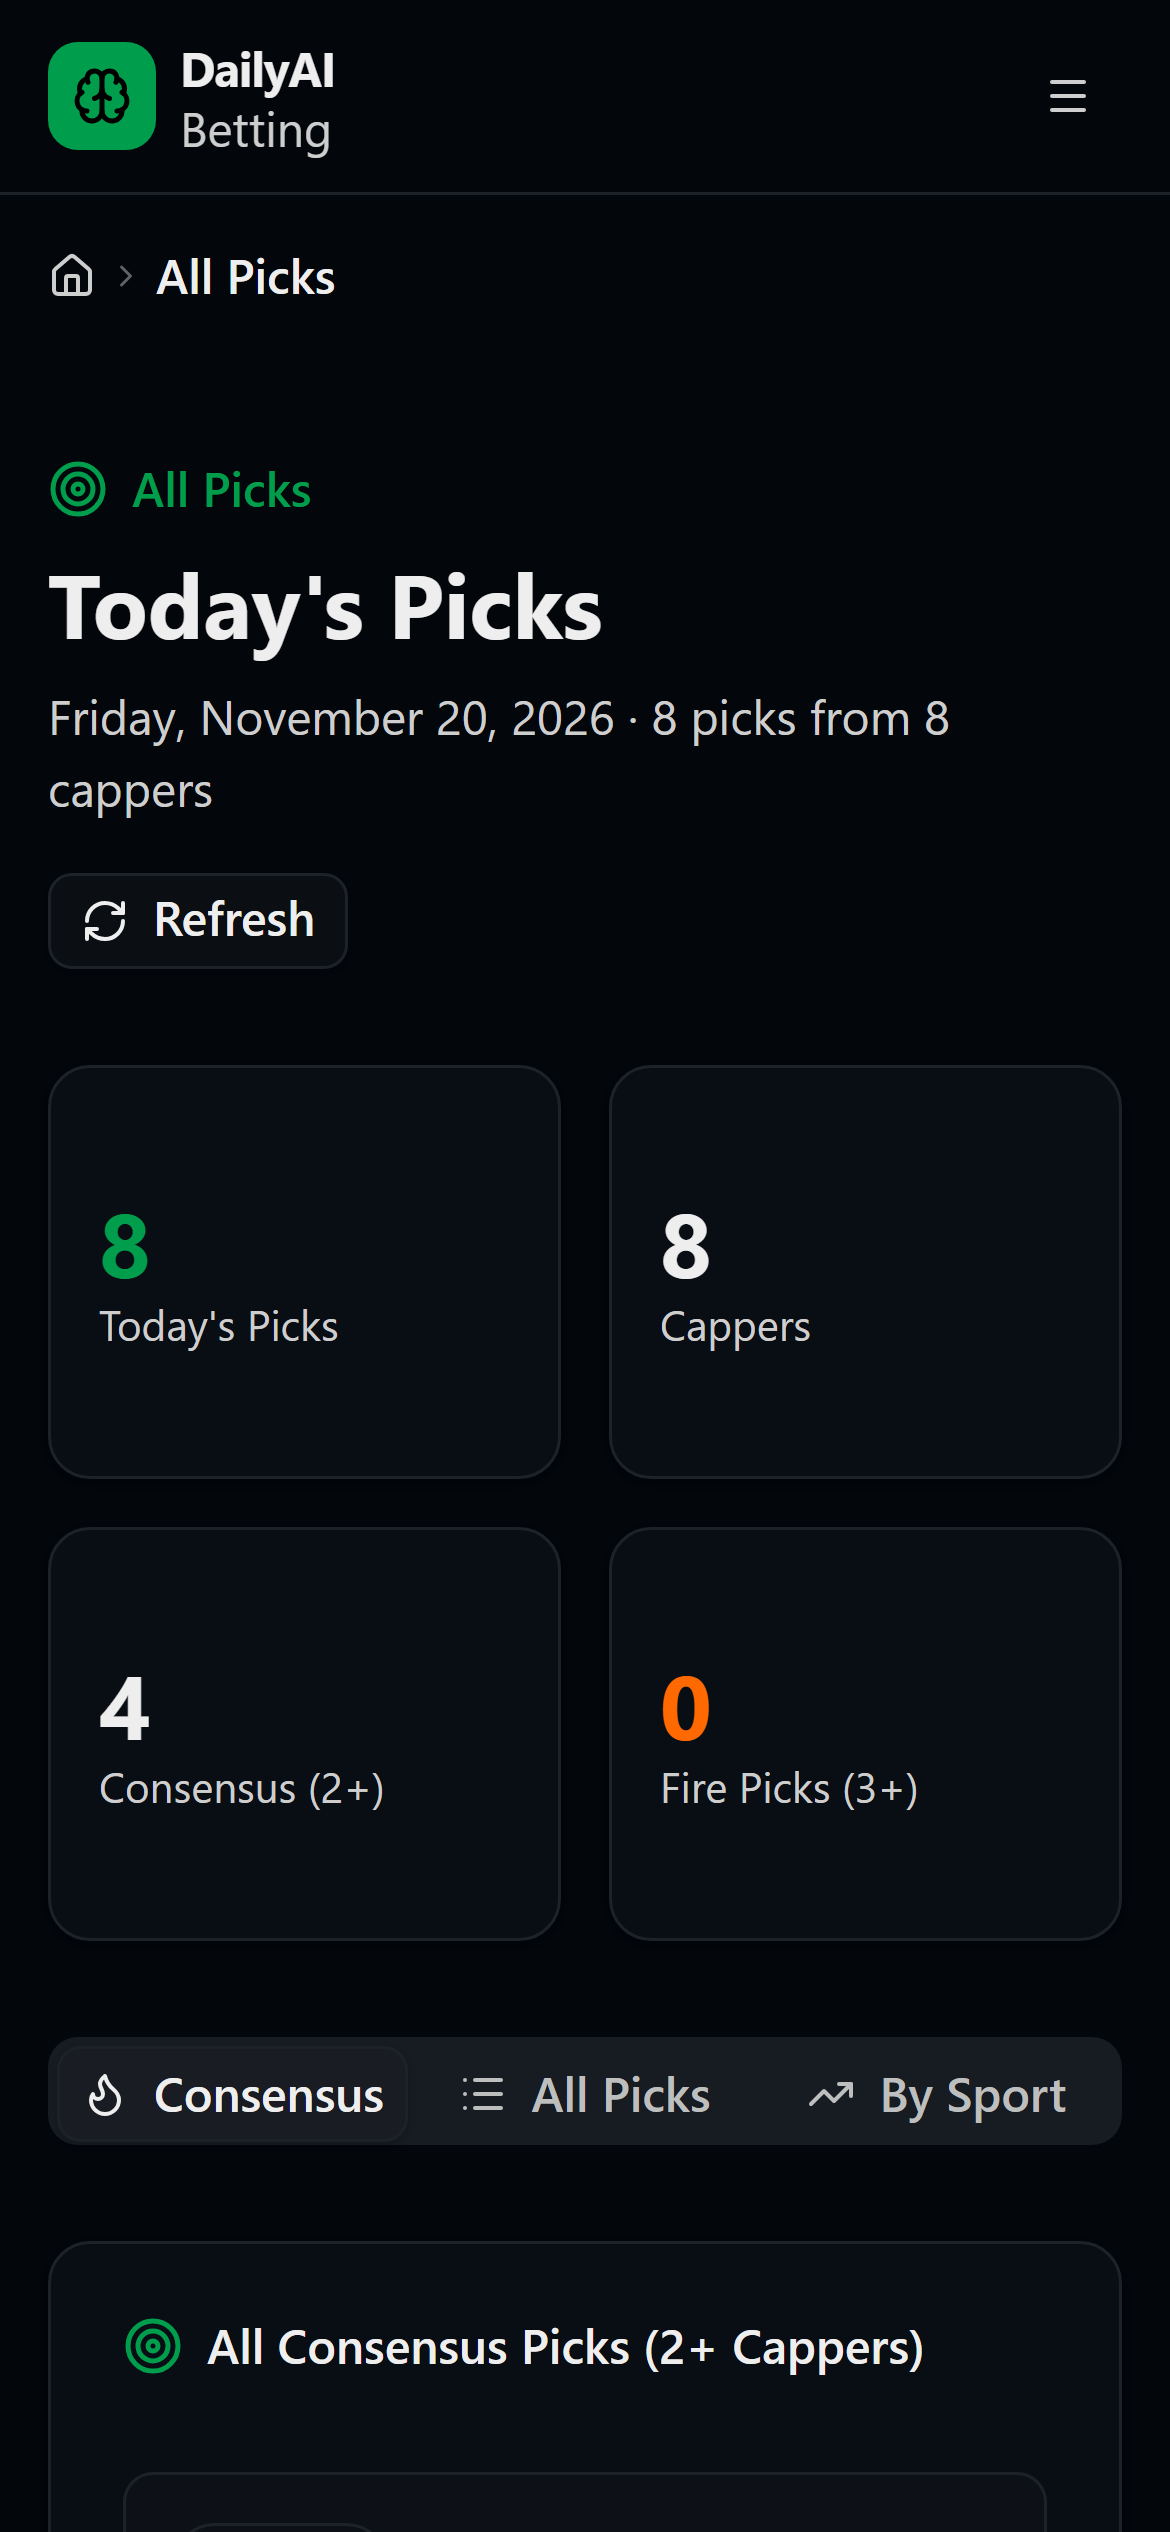 DailyAI
Betting
All Picks
All Picks
Today's Picks
Friday, November 20, 2026 · 8 picks from 8
cappers
Refresh
8
Today's Picks
8
Cappers
4
Consensus (2+)
0
Fire Picks (3+)
Consensus
All Picks
By Sport
All Consensus Picks (2+ Cappers)